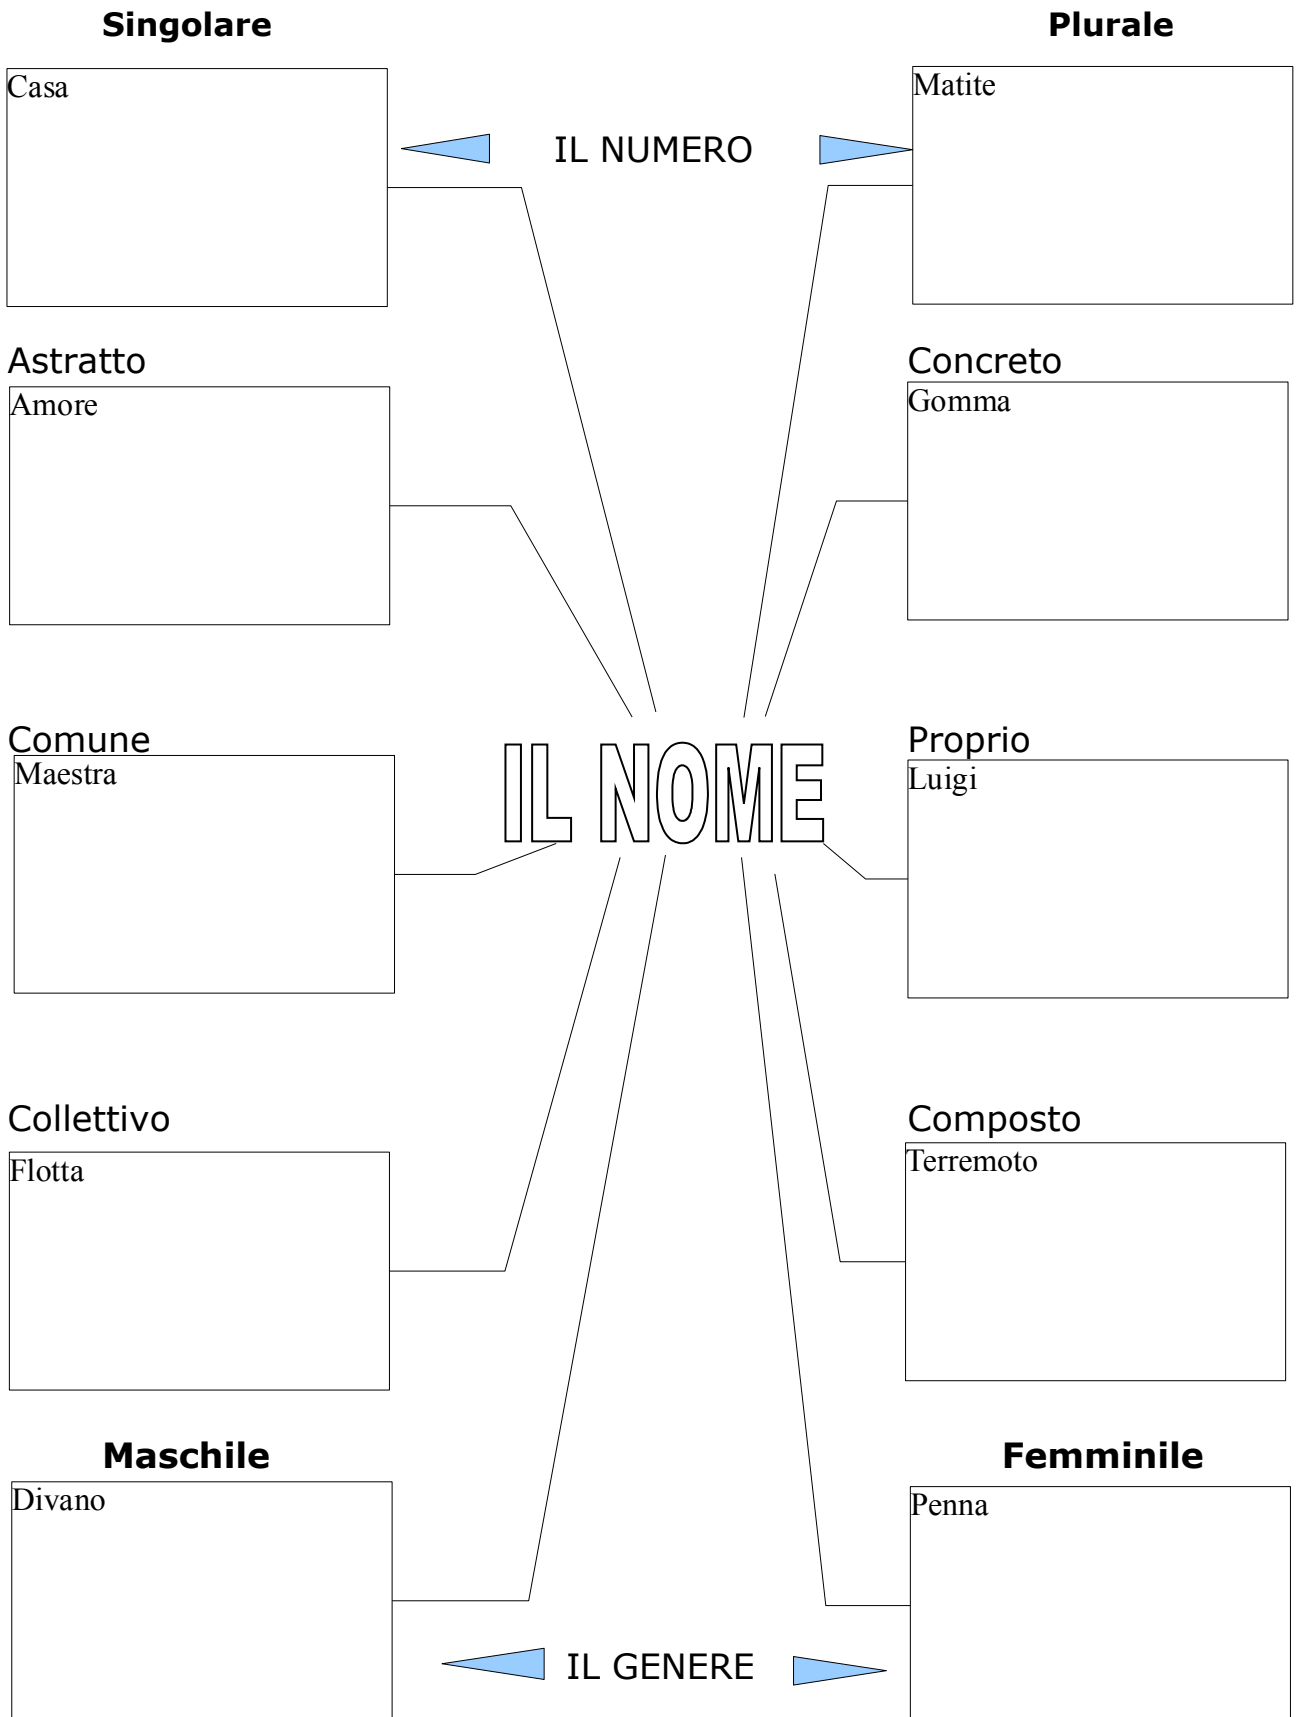 Singolare
Plurale
Casa
Matite
IL NUMERO
Astratto
Concreto
Amore
Gomma
Comune
Proprio
Maestra
Luigi
IL NOME
Collettivo
Composto
Flotta
Terremoto
Maschile
Femminile
Divano
Penna
IL GENERE